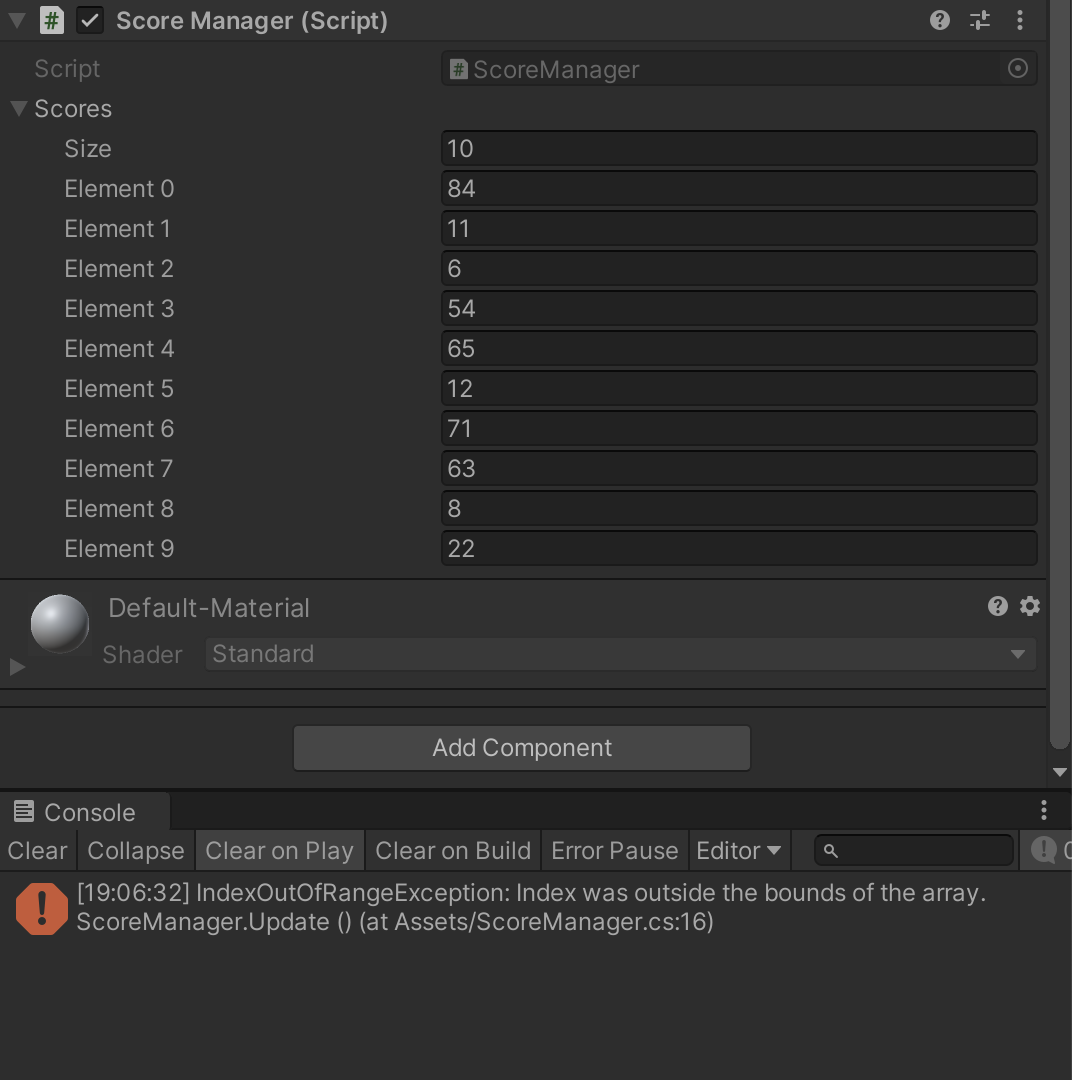 Score Manager (Script)
Script ScoreManager
Scores
Size 10
Element 0 84
Element 1 11
Element 2 6
Element 3 54
Element 4 65
Element 5 12
Element 6 71
Element 7 63
Element 8 8
Element 9 22
Default-Material
Shader Standard
Add Component
Console
Clear Collapse Clear on Play Clear on Build Error Pause Editor 0
[19:06:32] IndexOutOfRangeException: Index was outside the bounds of the array.
ScoreManager.Update () (at Assets/ScoreManager.cs:16)